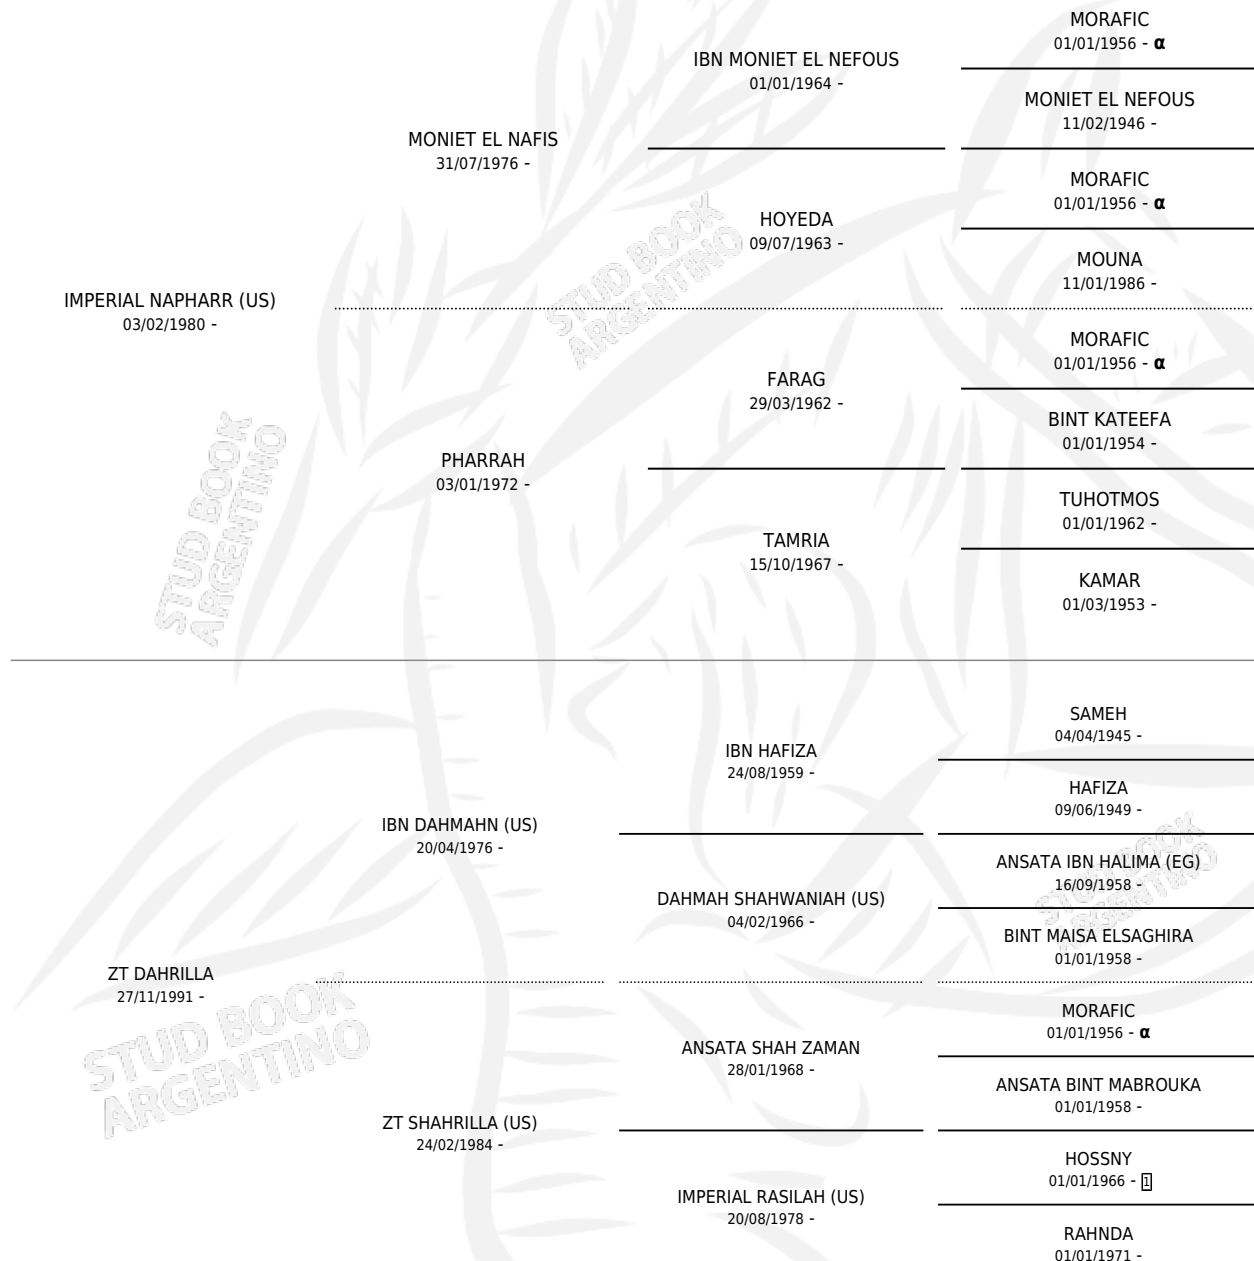 MORAFIC
01/01/1956 - α
IBN MONIET EL NEFOUS
01/01/1964 -
MONIET EL NEFOUS
11/02/1946 -
MONIET EL NAFIS
31/07/1976 -
MORAFIC
01/01/1956 - α
HOYEDA
09/07/1963 -
MOUNA
11/01/1986 -
IMPERIAL NAPHARR (US)
03/02/1980 -
MORAFIC
01/01/1956 - α
FARAG
29/03/1962 -
BINT KATEEFA
01/01/1954 -
PHARRAH
03/01/1972 -
TUHOTMOS
01/01/1962 -
TAMRIA
15/10/1967 -
KAMAR
01/03/1953 -
SAMEH
04/04/1945 -
IBN HAFIZA
24/08/1959 -
HAFIZA
09/06/1949 -
IBN DAHMAHN (US)
20/04/1976 -
ANSATA IBN HALIMA (EG)
16/09/1958 -
DAHMAH SHAHWANIAH (US)
04/02/1966 -
BINT MAISA ELSAGHIRA
01/01/1958 -
ZT DAHRILLA
27/11/1991 -
MORAFIC
01/01/1956 - α
ANSATA SHAH ZAMAN
28/01/1968 -
ANSATA BINT MABROUKA
01/01/1958 -
ZT SHAHRILLA (US)
24/02/1984 -
HOSSNY
01/01/1966 - 1
IMPERIAL RASILAH (US)
20/08/1978 -
RAHNDA
01/01/1971 -
STUD BOOK
ARGENTINO
STUD BOOK
ARGENTINO
STUD BOOK
ARGENTINO
STUD BOOK
ARGENTINO